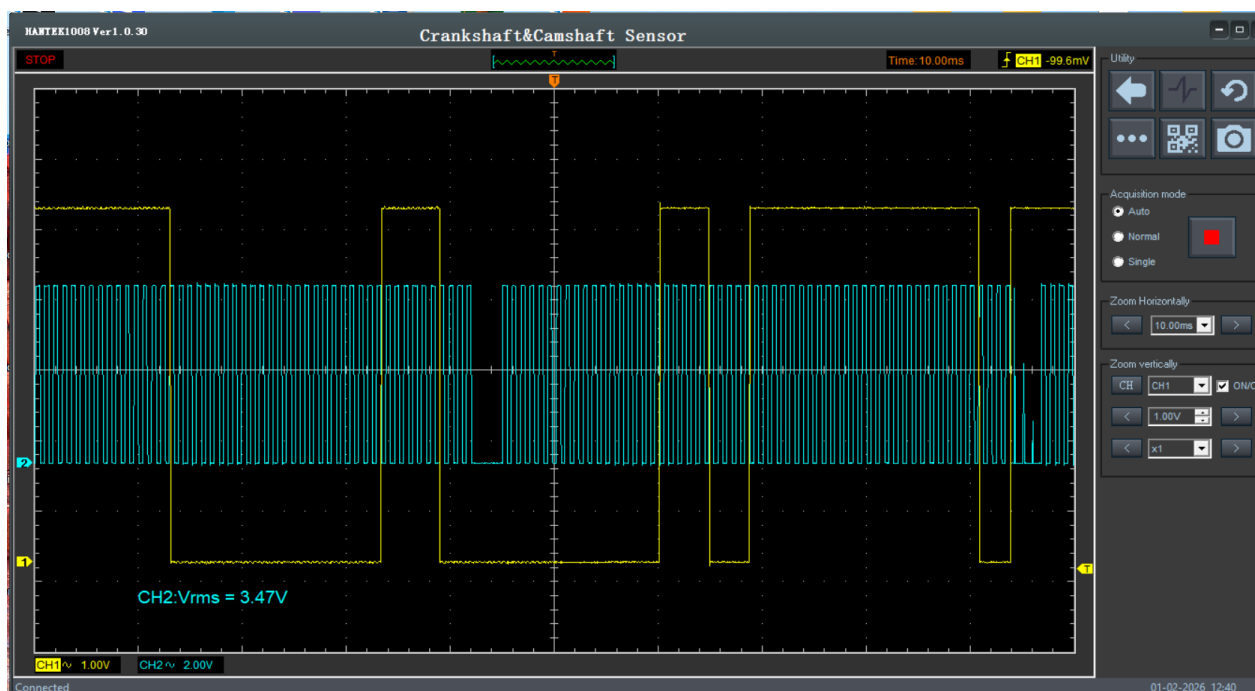 HANTEK1008 Ver1.0.30
Crankshaft&Camshaft Sensor
STOP
T
Time:10.00ms
CH1 -99.6mV
T
2
1
T
CH2:Vrms = 3.47V
CH1 1.00V
CH2 2.00V
Utility
Acquisition mode
Auto
Normal
Single
Zoom Horizontally
< 10.00ms >
Zoom vertically
CH CH1 ON/O
< 1.00V >
< x1 >
Connected
01-02-2026 12:40